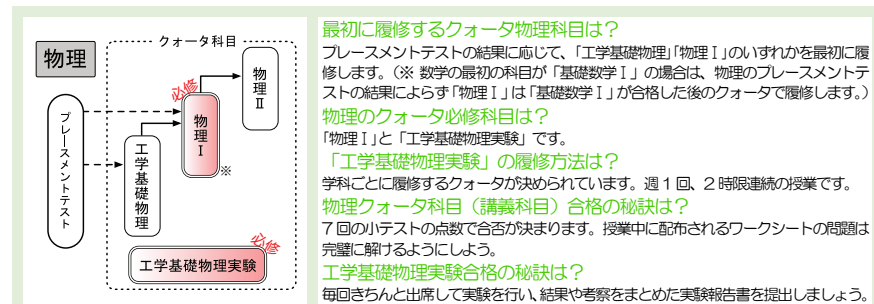 物理
クォータ科目
プレースメントテスト
工学基礎物理
必修
物理Ⅰ
※
物理Ⅱ
必修
工学基礎物理実験
最初に履修するクォータ物理科目は？
プレースメントテストの結果に応じて、「工学基礎物理」「物理Ⅰ」のいずれかを最初に履
修します。（※ 数学の最初の科目が「基礎数学Ⅰ」の場合は、物理のプレースメントテ
ストの結果によらず「物理Ⅰ」は「基礎数学Ⅰ」が合格した後のクォータで履修します。）
物理のクォータ必修科目は？
「物理Ⅰ」と「工学基礎物理実験」です。
「工学基礎物理実験」の履修方法は？
学科ごとに履修するクォータが決められています。週１回、２時限連続の授業です。
物理クォータ科目（講義科目）合格の秘訣は？
７回の小テストの点数で合否が決まります。授業中に配布されるワークシートの問題は
完璧に解けるようにしよう。
工学基礎物理実験合格の秘訣は？
毎回きちんと出席して実験を行い、結果や考察をまとめた実験報告書を提出しましょう。